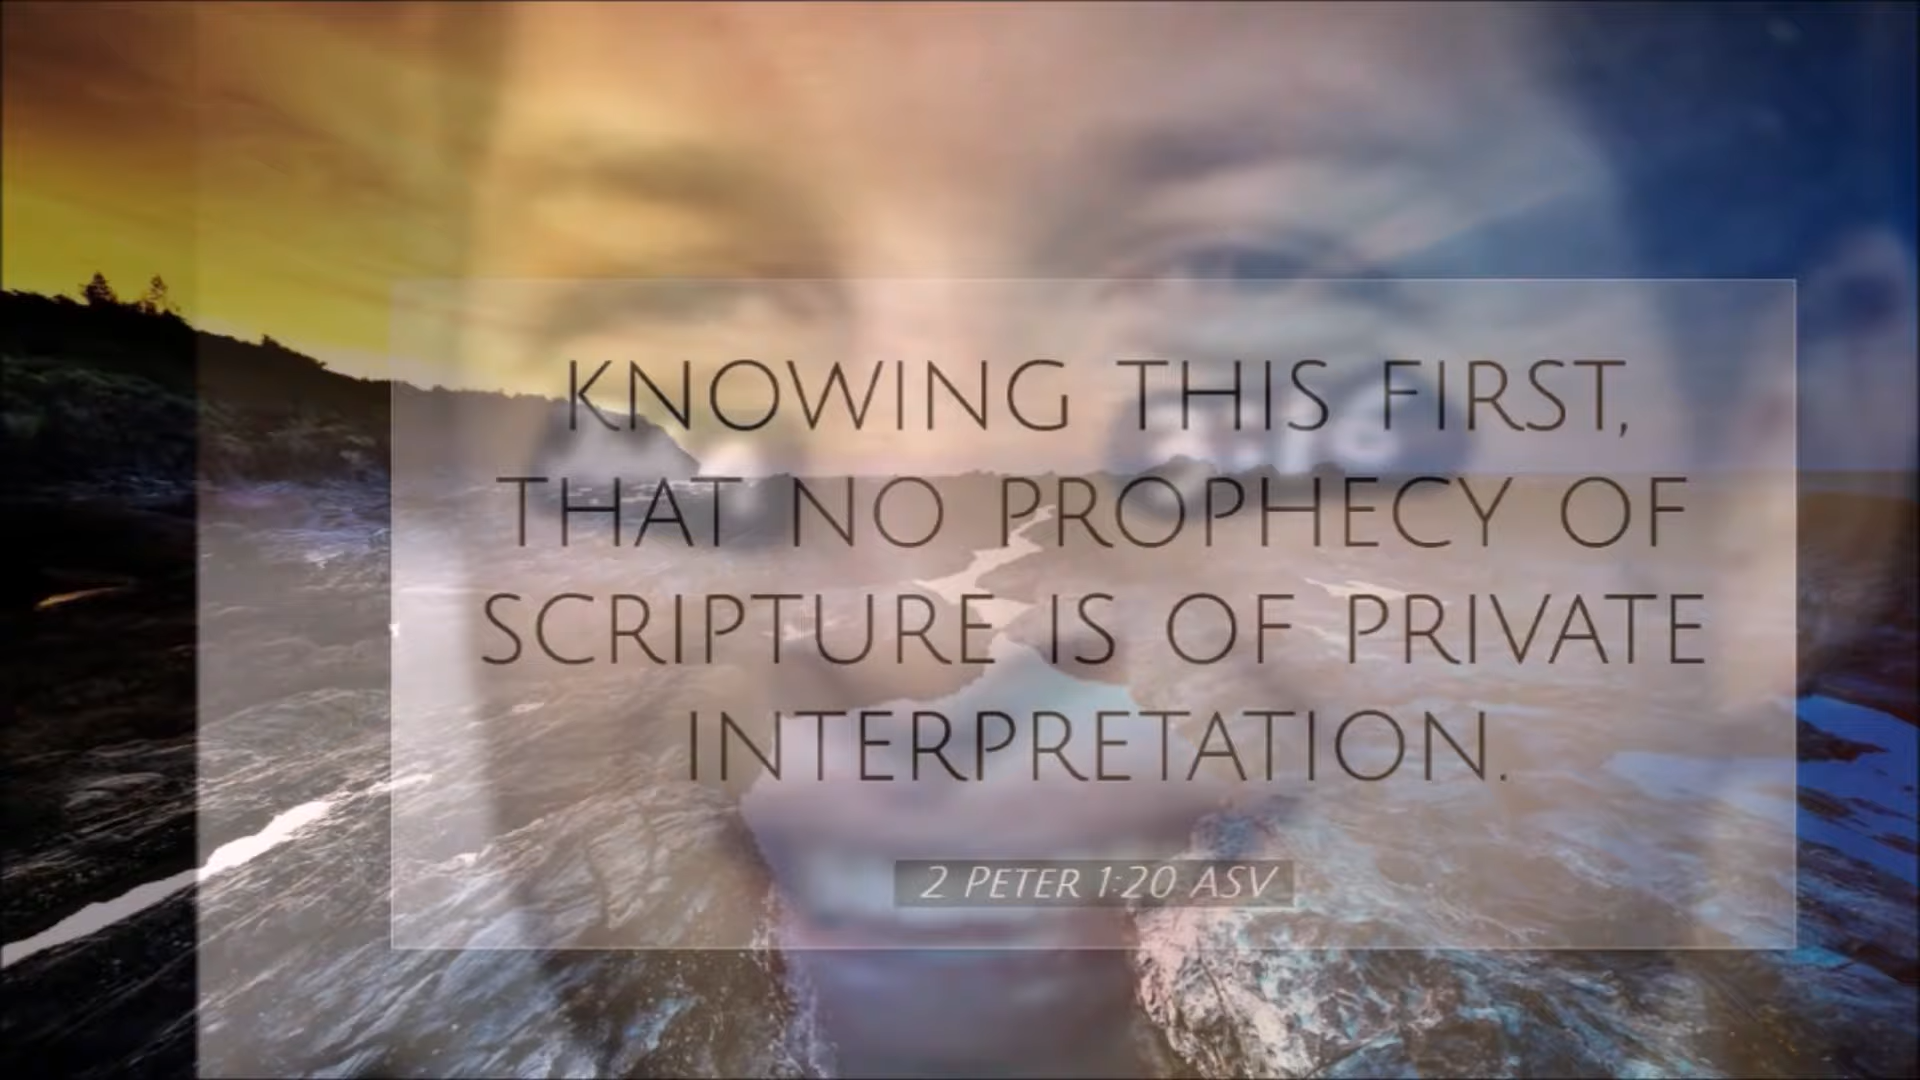 KNOWING THIS FIRST,
THAT NO PROPHECY OF
SCRIPTURE IS OF PRIVATE
INTERPRETATION.
2 PETER 1:20 ASV